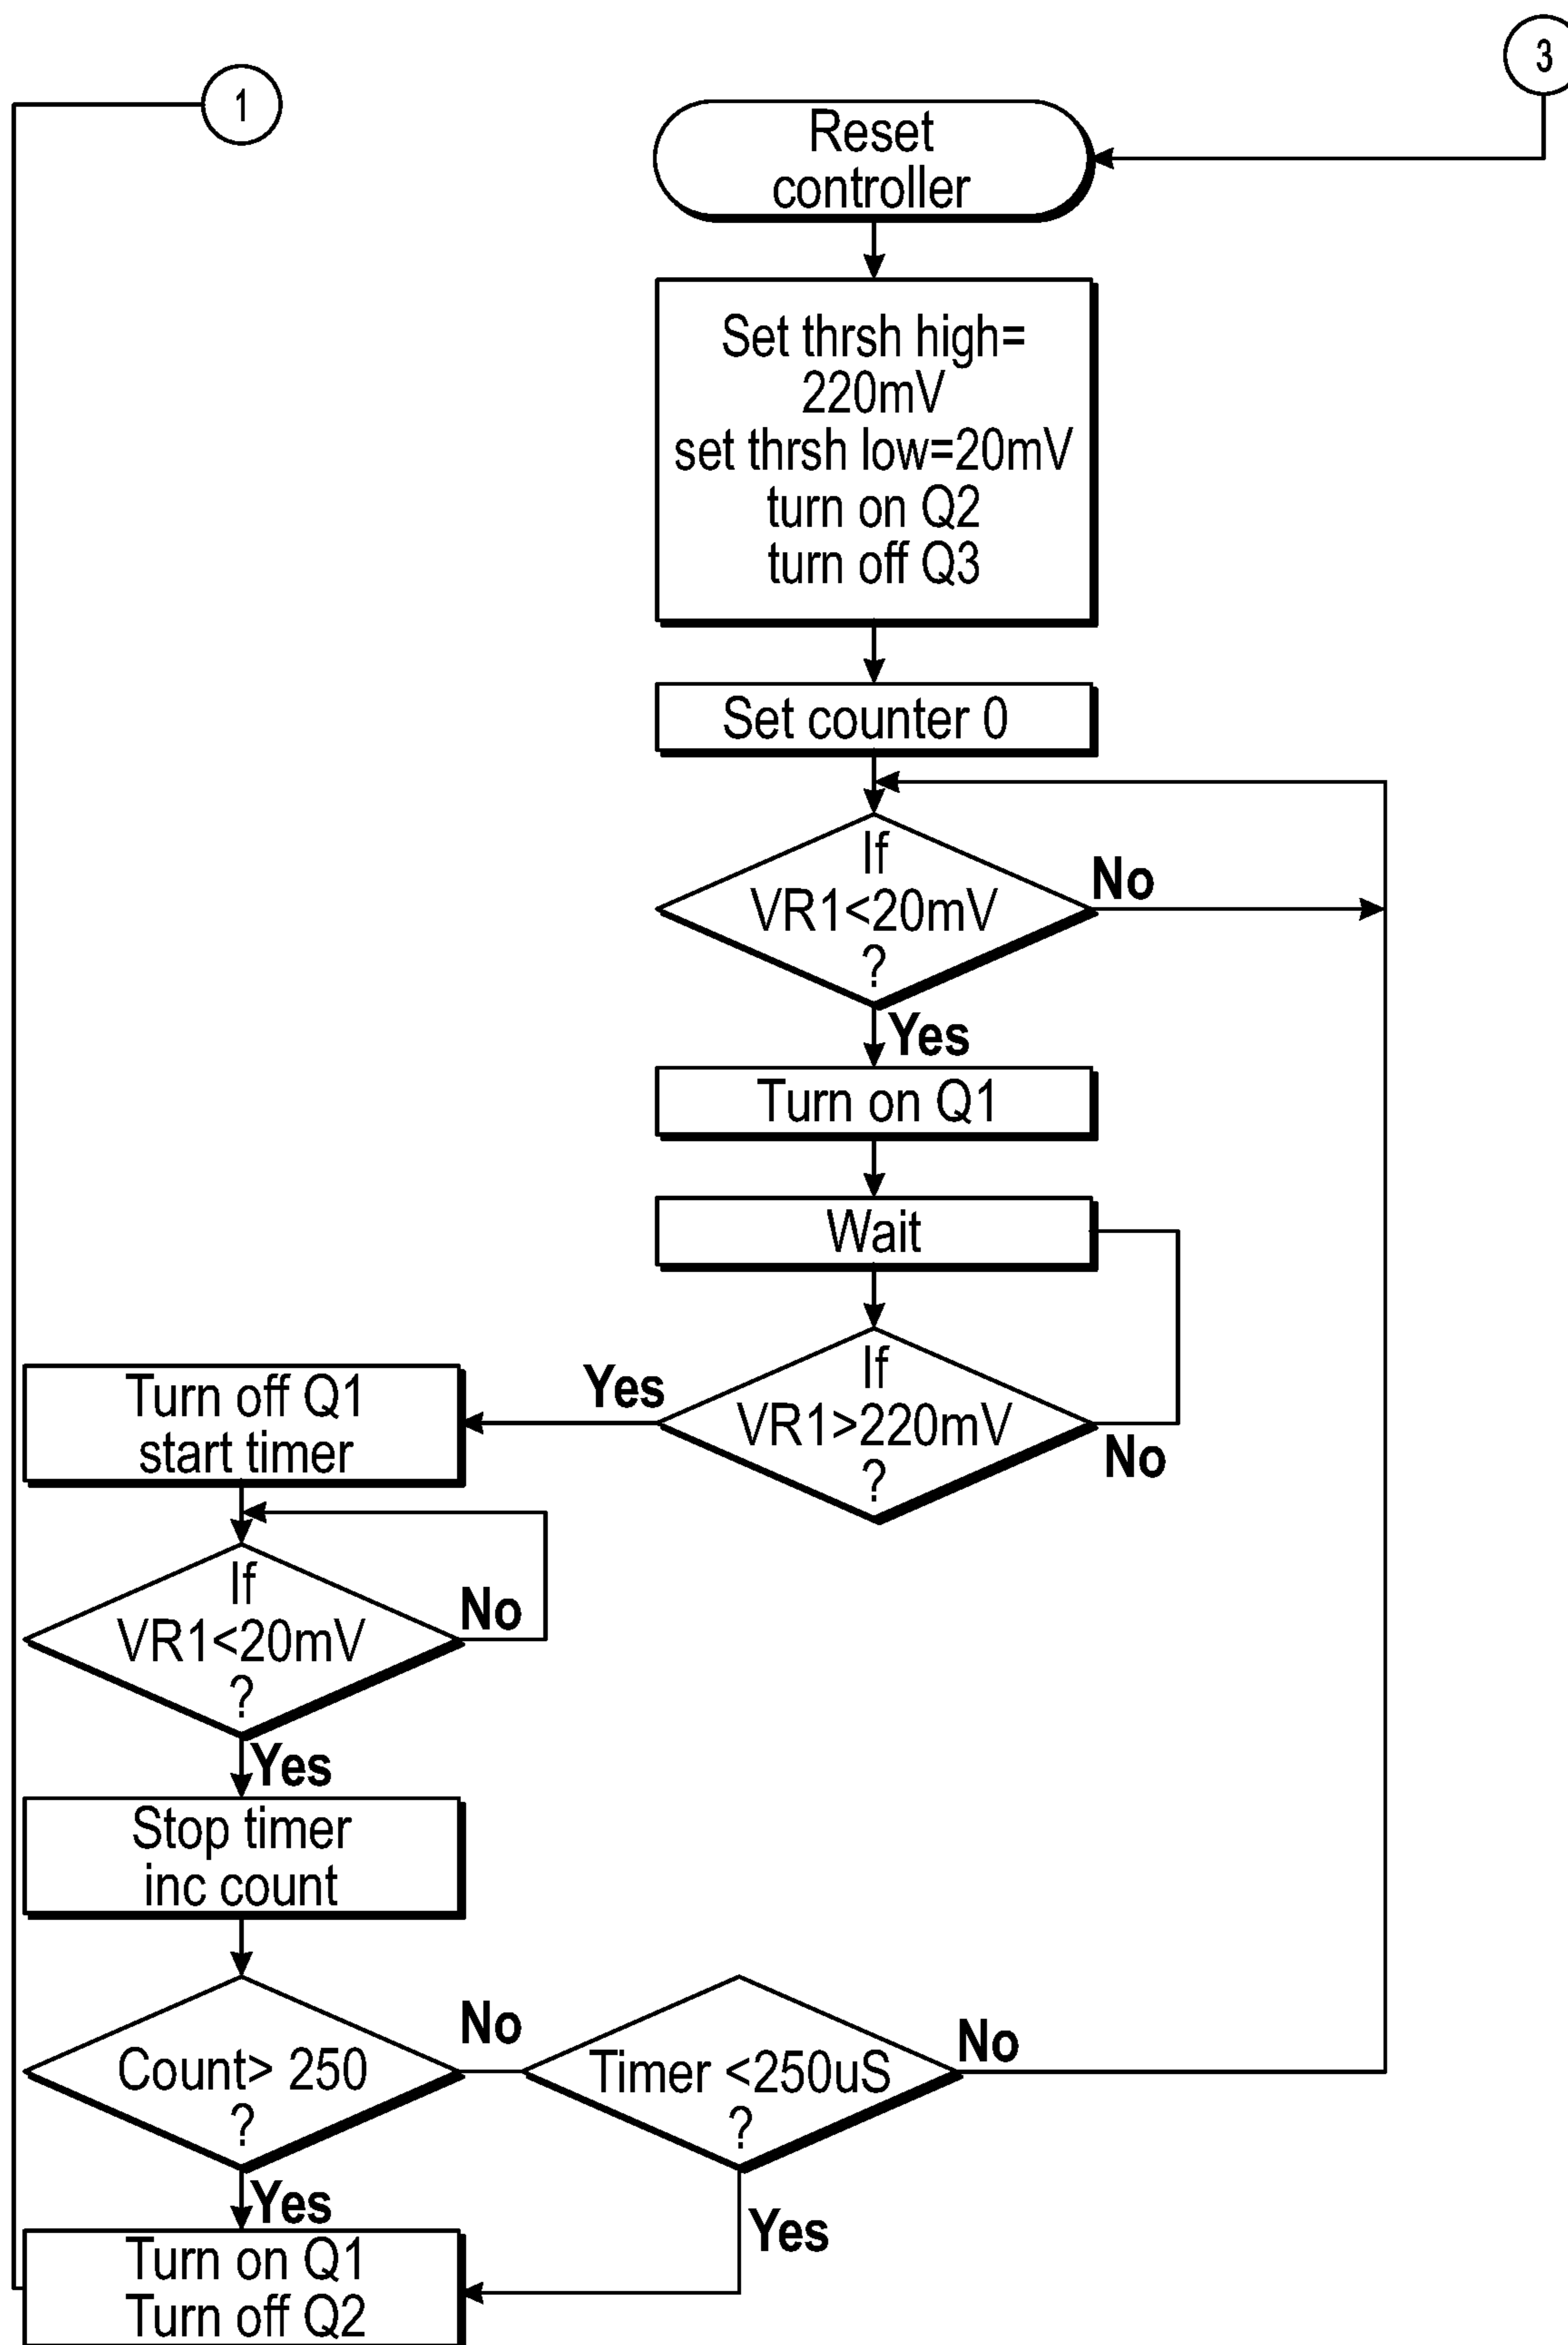 3
1
Reset
controller
Set thrsh high=
220mV
set thrsh low=20mV
turn on Q2
turn off Q3
Set counter 0
If
VR1<20mV
?
No
Yes
Turn on Q1
Wait
If
VR1>220mV
?
Yes
No
Turn off Q1
start timer
If
VR1<20mV
?
No
Yes
Stop timer
inc count
Count> 250
?
No
Timer <250uS
?
No
Yes
Yes
Turn on Q1
Turn off Q2